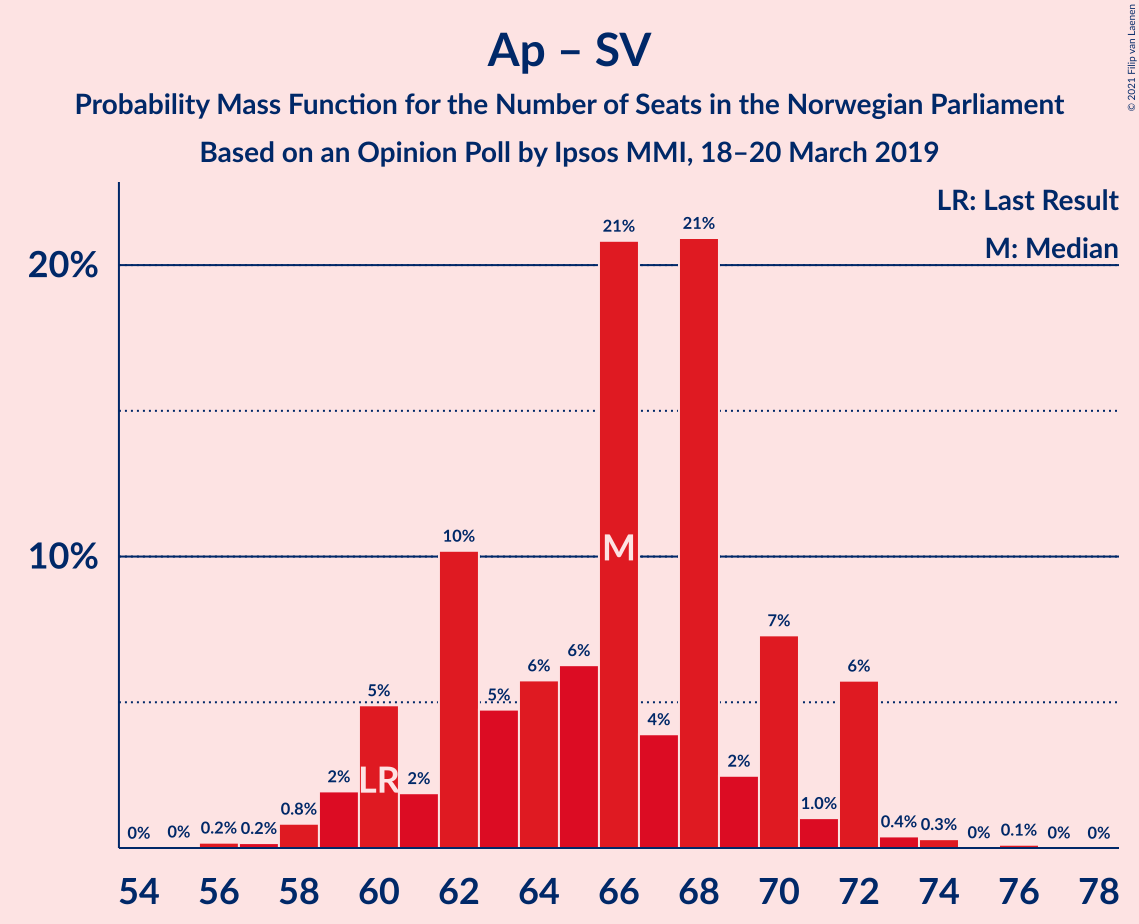 Ap – SV
Probability Mass Function for the Number of Seats in the Norwegian Parliament
Based on an Opinion Poll by Ipsos MMI, 18–20 March 2019
© 2021 Filip van Laenen
LR: Last Result
M: Median
20%
10%
0% 0% 0.2% 0.2% 0.8% 2% 5% 2% 10% 5% 6% 6% 21% 4% 21% 2% 7% 1.0% 6% 0.4% 0.3% 0% 0.1% 0% 0%
LR
M
54 56 58 60 62 64 66 68 70 72 74 76 78